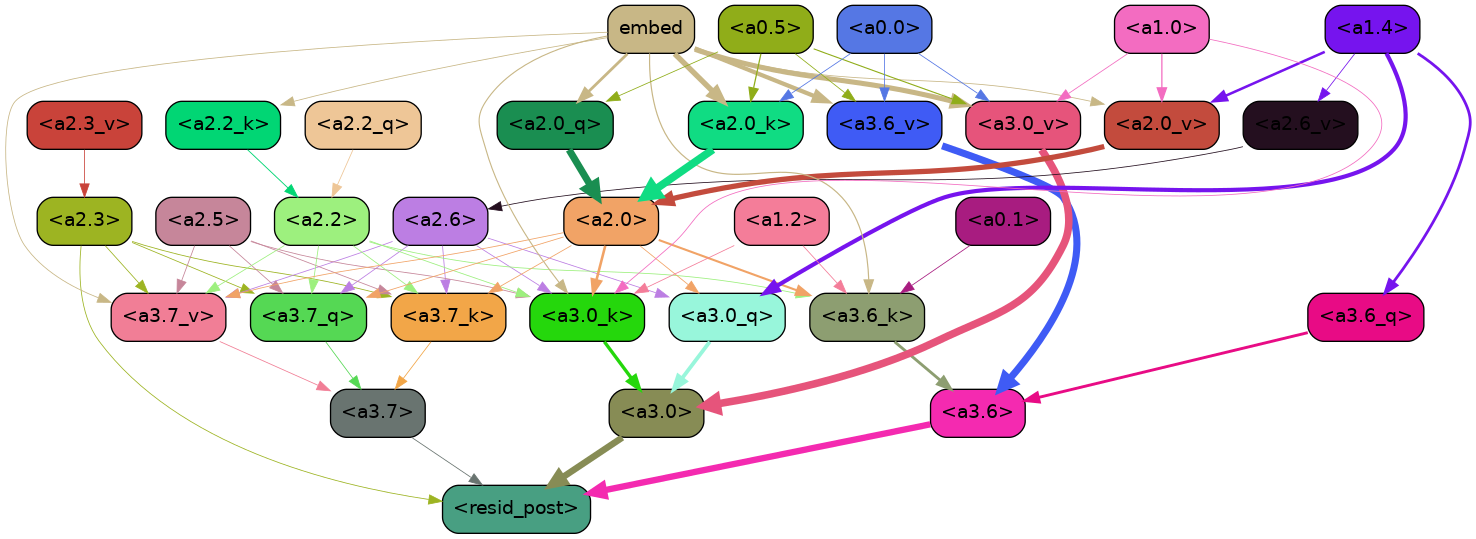 embed <a0.5> <a0.0> <a1.0> <a1.4>
<a2.3_v> <a2.2_k> <a2.2_q> <a2.0_q> <a2.0_k> <a3.6_v> <a3.0_v> <a2.0_v> <a2.6_v>
<a2.3> <a2.5> <a2.2> <a2.6> <a2.0> <a1.2> <a0.1>
<a3.7_v> <a3.7_q> <a3.7_k> <a3.0_k> <a3.0_q> <a3.6_k> <a3.6_q>
<a3.7> <a3.0> <a3.6>
<resid_post>